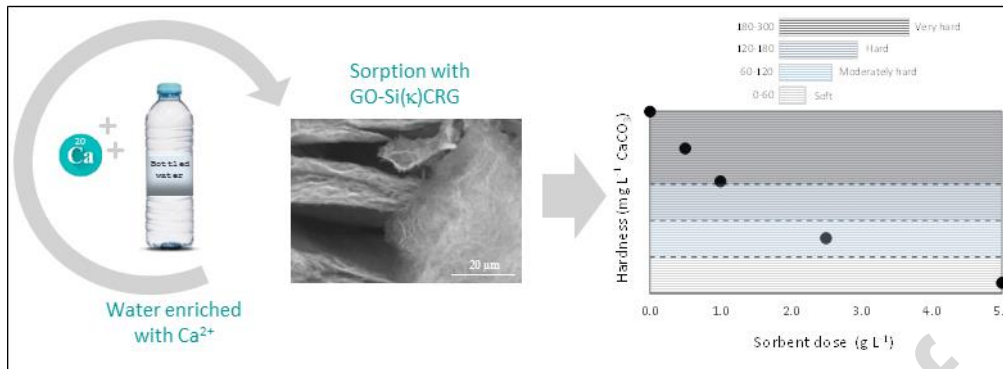 20
Ca
++
Bottled
water
Water enriched
with Ca²⁺
Sorption with
GO-Si(κ)CRG
20 µm
180-300 Very hard
120-180 Hard
60-120 Moderately hard
0-60 Soft
Hardness (mg L⁻¹ CaCO₃)
0.0 1.0 2.0 3.0 4.0 5.
Sorbent dose (g L⁻¹)